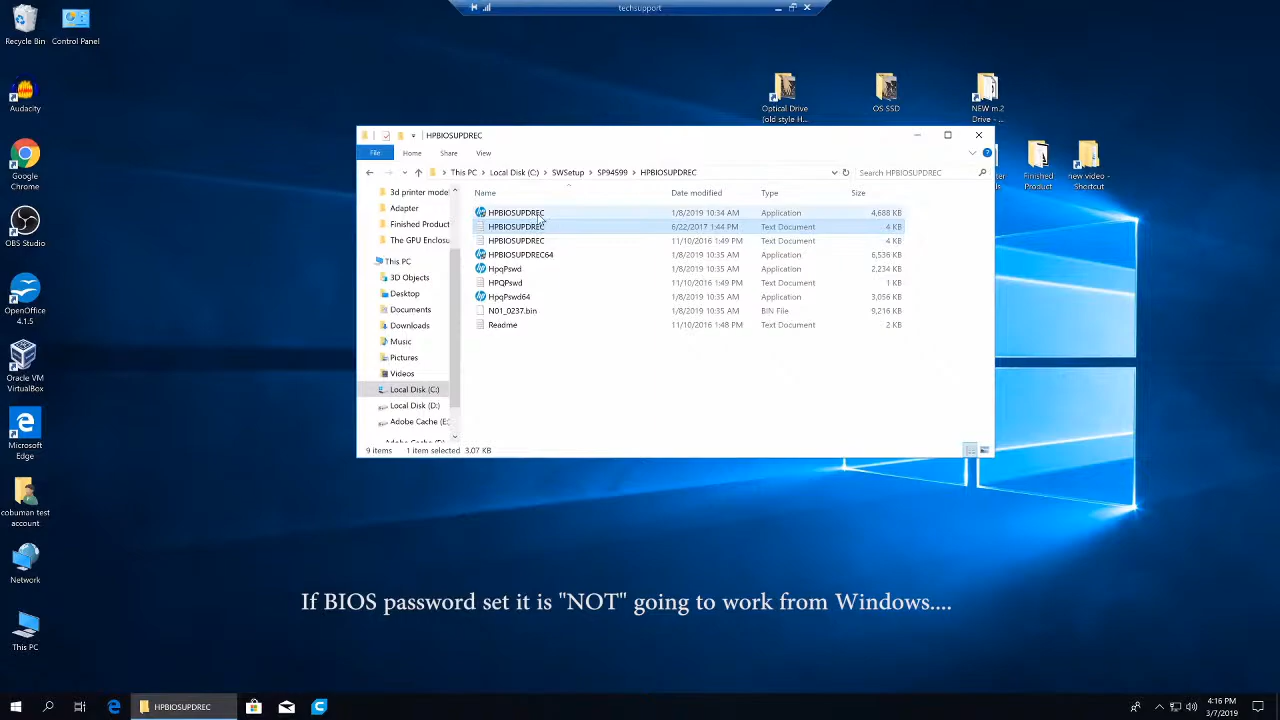 techsupport
Recycle Bin
Control Panel
Audacity
Google
Chrome
OBS Studio
OpenOffice
4.1.5
Oracle VM
VirtualBox
Microsoft
Edge
cobuman test
account
Network
This PC
Optical Drive
(old style H...
OS SSD
NEW m.2
Drive - ...
Finished
Product
new video -
Shortcut
HPBIOSUPDREC
File Home Share View
This PC > Local Disk (C:) > SWSetup > SP94599 > HPBIOSUPDREC
Search HPBIOSUPDREC
3d printer mode
Adapter
Finished Product
The GPU Enclosu
This PC
3D Objects
Desktop
Documents
Downloads
Music
Pictures
Videos
Local Disk (C:)
Local Disk (D:)
Adobe Cache (E:
Adobe Cache (F:
Name Date modified Type Size
HPBIOSUPDREC 1/8/2019 10:34 AM Application 4,688 KB
HPBIOSUPDREC 6/22/2017 1:44 PM Text Document 4 KB
HPBIOSUPDREC 11/10/2016 1:49 PM Text Document 4 KB
HPBIOSUPDREC64 1/8/2019 10:35 AM Application 6,536 KB
HpqPswd 1/8/2019 10:35 AM Application 2,234 KB
HPQPswd 11/10/2016 1:49 PM Text Document 1 KB
HpqPswd64 1/8/2019 10:35 AM Application 3,056 KB
N01_0237.bin 1/8/2019 10:35 AM BIN File 9,216 KB
Readme 11/10/2016 1:48 PM Text Document 2 KB
9 items 1 item selected 3.07 KB
If BIOS password set it is "NOT" going to work from Windows....
HPBIOSUPDREC
4:16 PM
3/7/2019